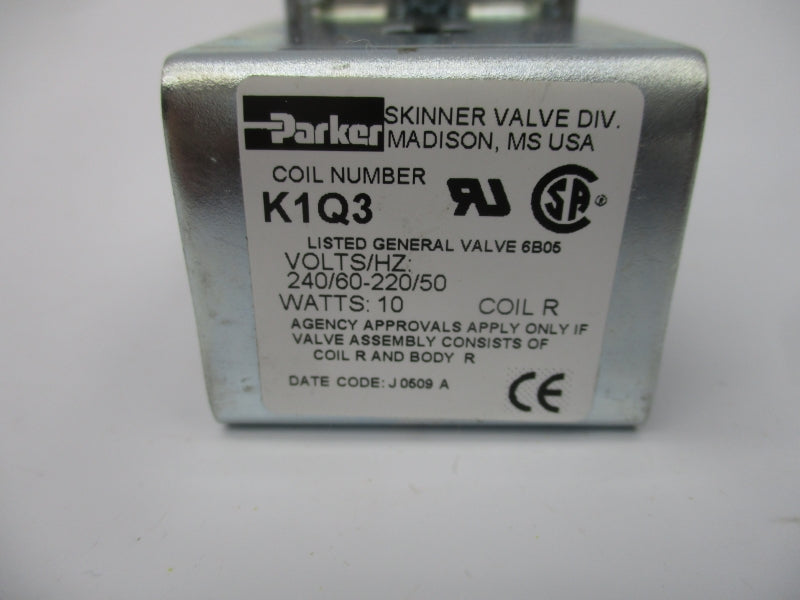 Parker
SKINNER VALVE DIV.
MADISON, MS USA
COIL NUMBER
K1Q3
RU
SA ®
LISTED GENERAL VALVE 6B05
VOLTS/HZ:
240/60-220/50
WATTS: 10 COIL R
AGENCY APPROVALS APPLY ONLY IF
VALVE ASSEMBLY CONSISTS OF
COIL R AND BODY R
DATE CODE: J 0509 A
CE